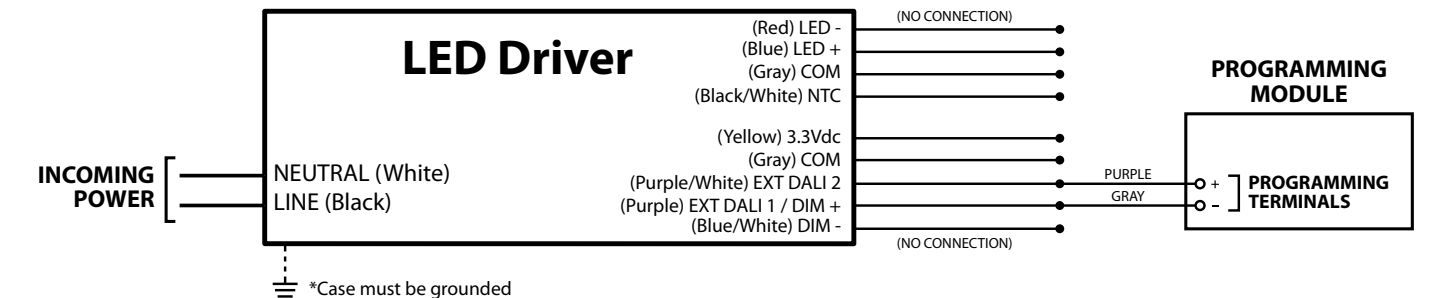 LED Driver
(Red) LED -
(Blue) LED +
(Gray) COM
(Black/White) NTC
(Yellow) 3.3Vdc
(Gray) COM
(Purple/White) EXT DALI 2
(Purple) EXT DALI 1 / DIM +
(Blue/White) DIM -
(NO CONNECTION)
(NO CONNECTION)
INCOMING
POWER
NEUTRAL (White)
LINE (Black)
*Case must be grounded
PURPLE
GRAY
PROGRAMMING
MODULE
+
–
PROGRAMMING
TERMINALS